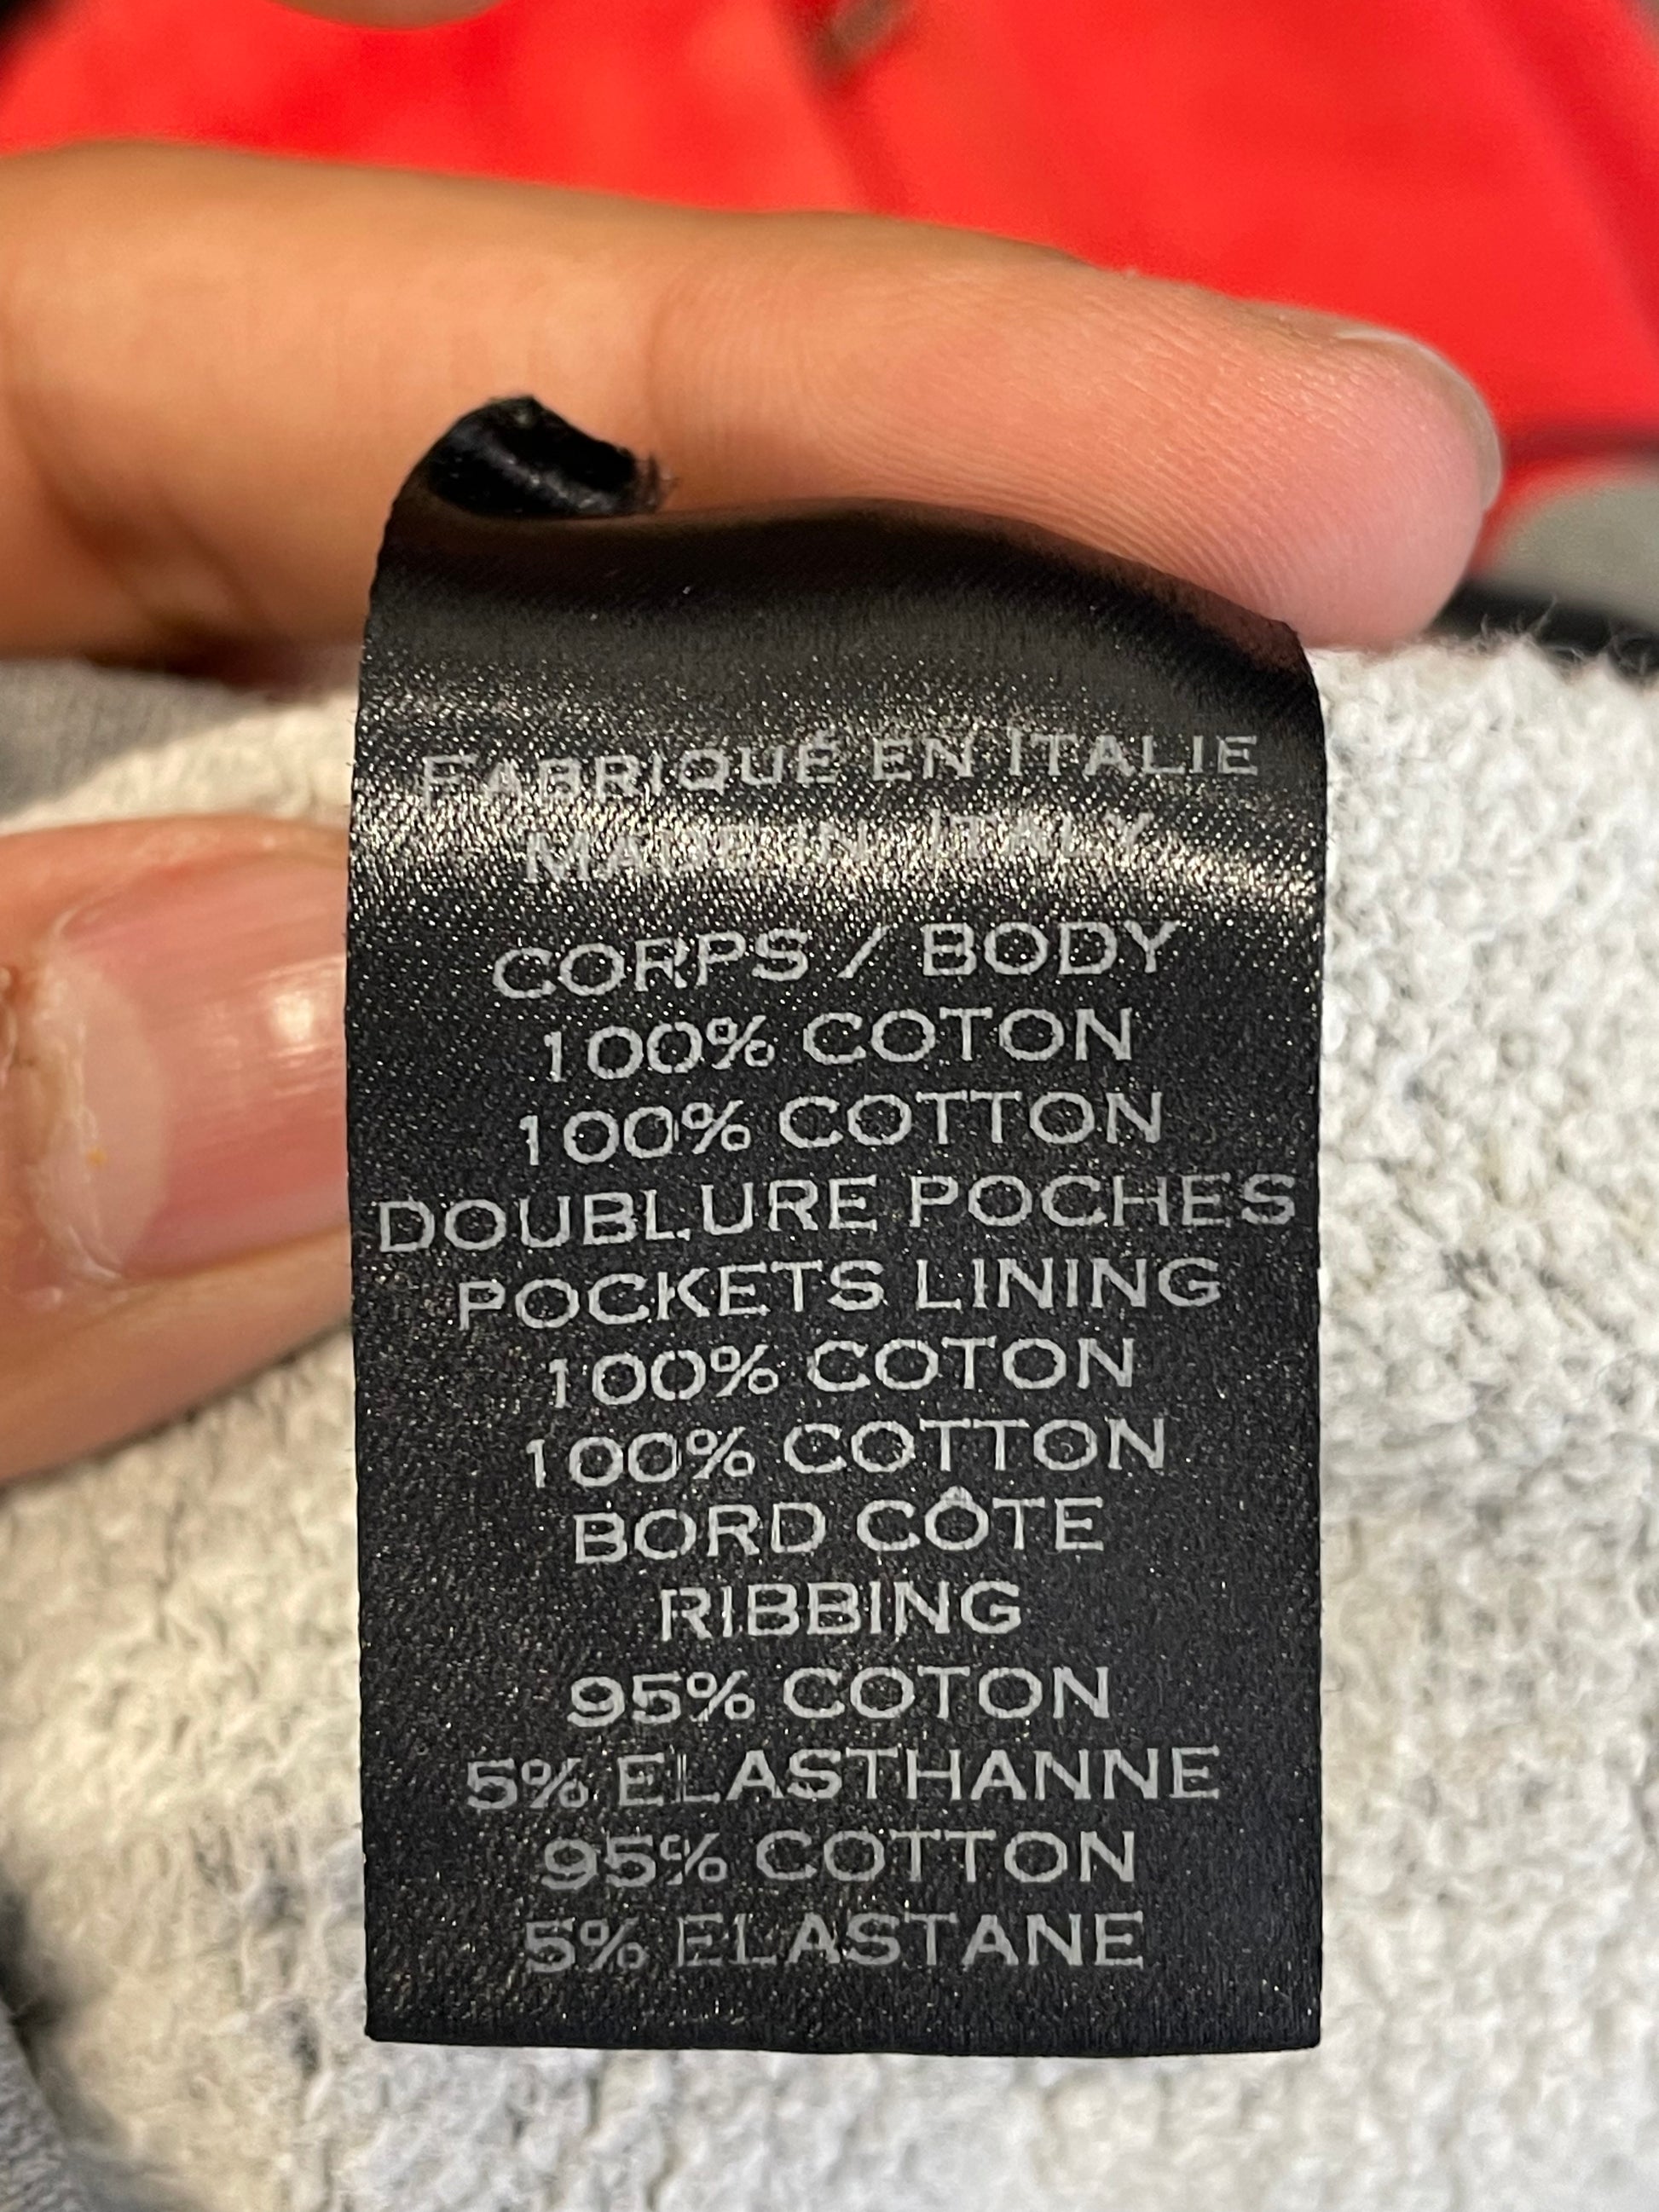 FABRIQUÉ EN ITALIE
MADE IN ITALY
CORPS / BODY
100% COTON
100% COTTON
DOUBLURE POCHES
POCKETS LINING
100% COTON
100% COTTON
BORD CÔTE
RIBBING
95% COTON
5% ELASTHANNE
95% COTTON
5% ELASTANE